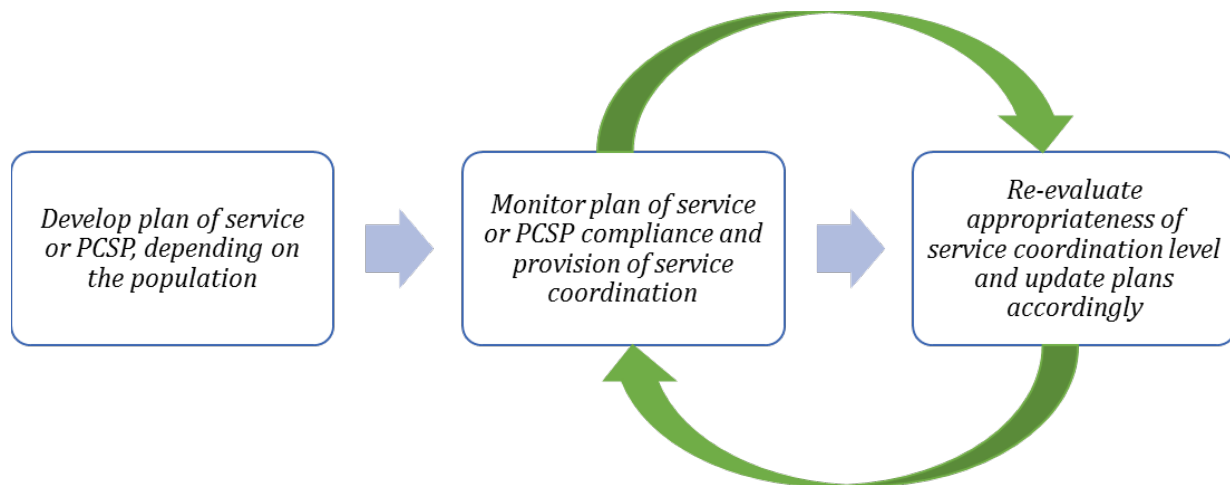 Develop plan of service
or PCSP, depending on
the population
Monitor plan of service
or PCSP compliance and
provision of service
coordination
Re-evaluate
appropriateness of
service coordination level
and update plans
accordingly